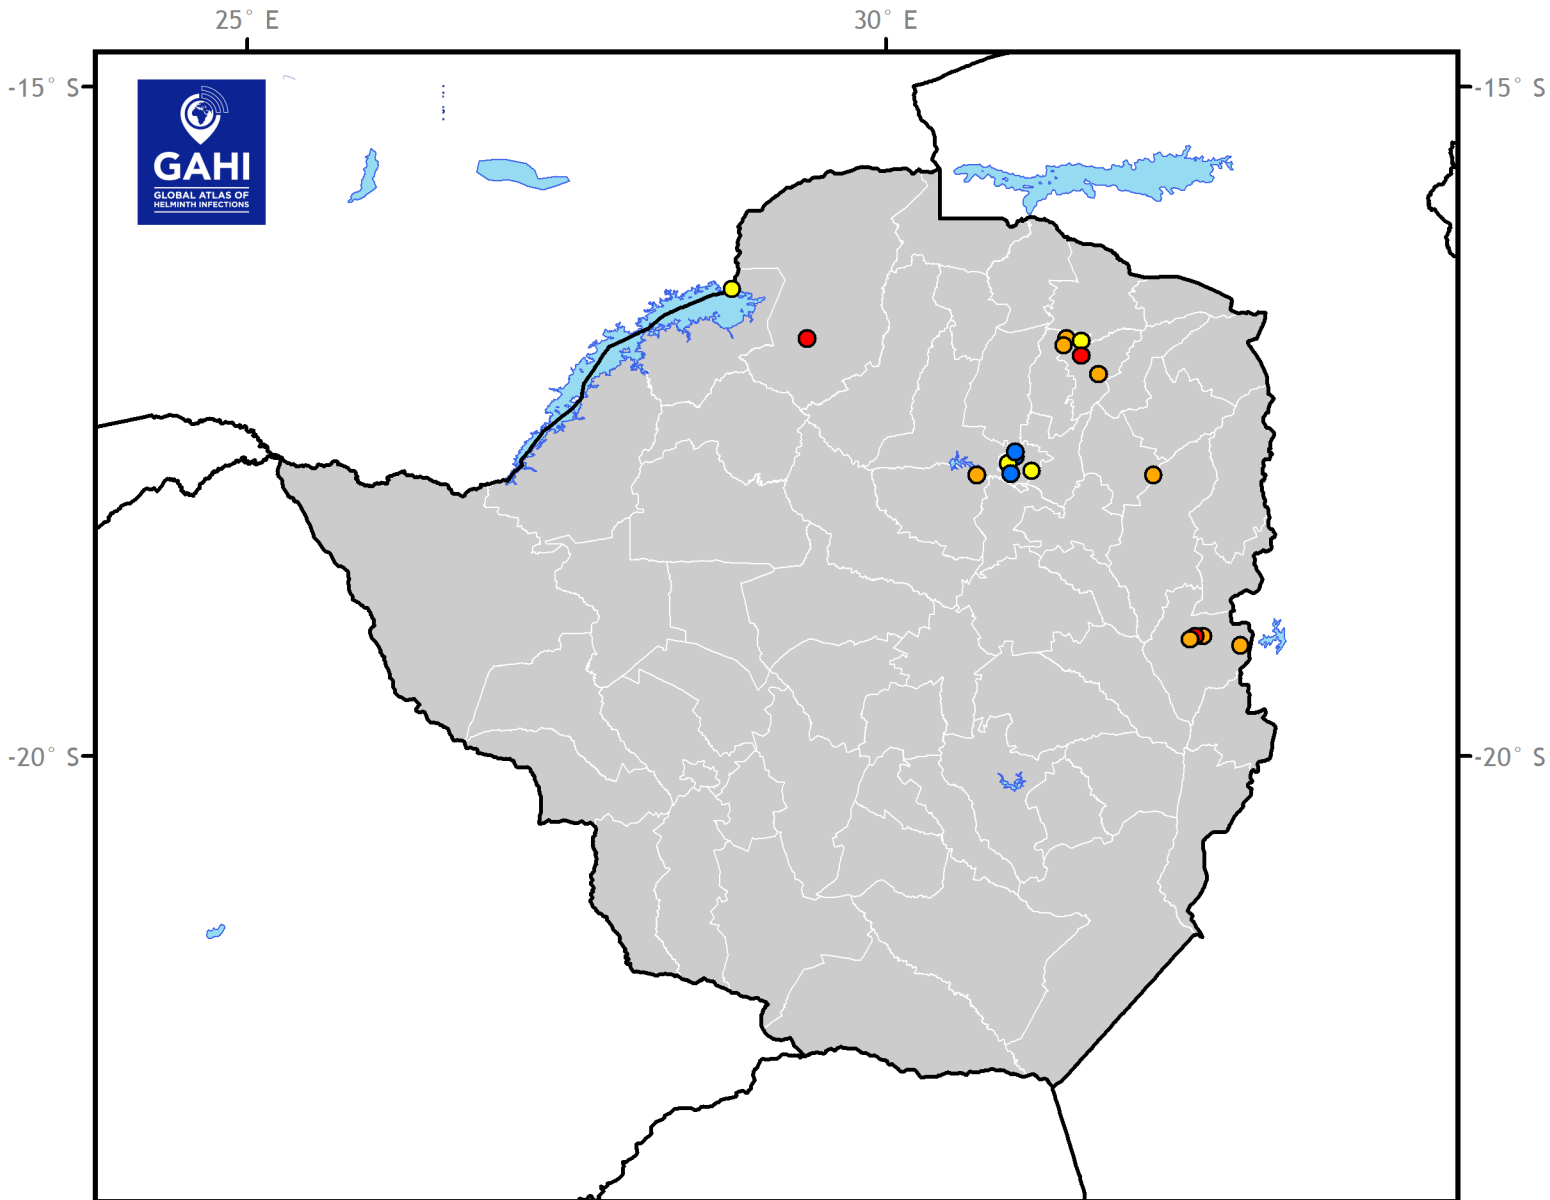 25° E
30° E
-15° S
-15° S
GAHI
GLOBAL ATLAS OF
HELMINTH INFECTIONS
-20° S
-20° S